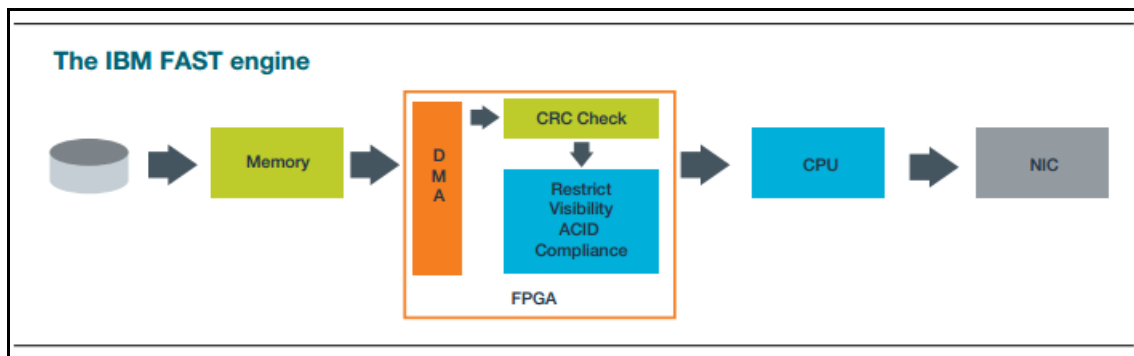 The IBM FAST engine
Memory
D
M
A
CRC Check
Restrict
Visibility
ACID
Compliance
FPGA
CPU
NIC